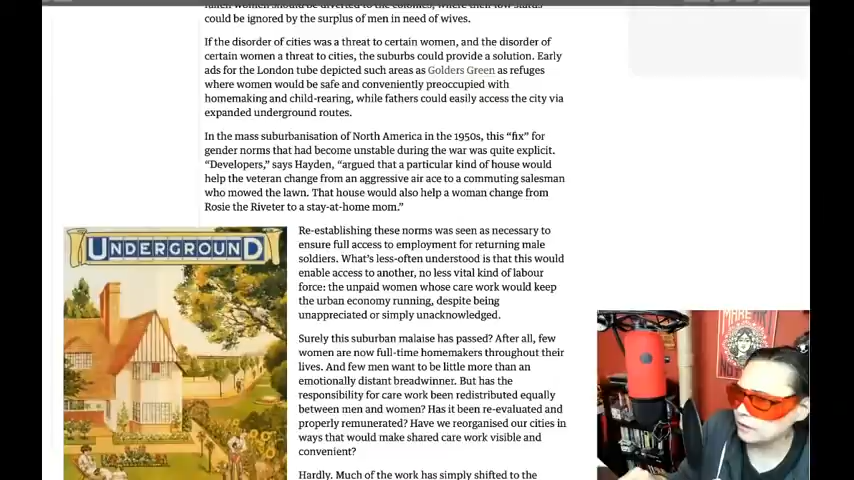 fallen women should be diverted to the colonies, where their low status
could be ignored by the surplus of men in need of wives.
If the disorder of cities was a threat to certain women, and the disorder of
certain women a threat to cities, the suburbs could provide a solution. Early
ads for the London tube depicted such areas as Golders Green as refuges
where women would be safe and conveniently preoccupied with
homemaking and child-rearing, while fathers could easily access the city via
expanded underground routes.
In the mass suburbanisation of North America in the 1950s, this “fix” for
gender norms that had become unstable during the war was quite explicit.
“Developers,” says Hayden, “argued that a particular kind of house would
help the veteran change from an aggressive air ace to a commuting salesman
who mowed the lawn. That house would also help a woman change from
Rosie the Riveter to a stay-at-home mom.”
UNDERGROUND
Re-establishing these norms was seen as necessary to
ensure full access to employment for returning male
soldiers. What’s less-often understood is that this would
enable access to another, no less vital kind of labour
force: the unpaid women whose care work would keep
the urban economy running, despite being
unappreciated or simply unacknowledged.
Surely this suburban malaise has passed? After all, few
women are now full-time homemakers throughout their
lives. And few men want to be little more than an
emotionally distant breadwinner. But has the
responsibility for care work been redistributed equally
between men and women? Has it been re-evaluated and
properly remunerated? Have we reorganised our cities in
ways that would make shared care work visible and
convenient?
Hardly. Much of the work has simply shifted to the
MAKE